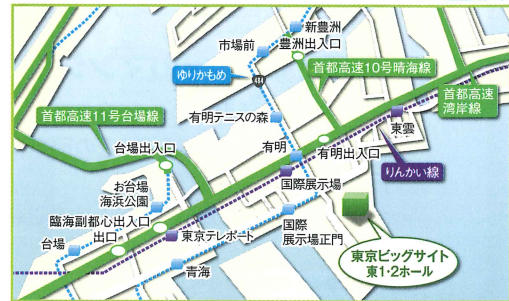 新豊洲
市場前
豊洲出入口
ゆりかもめ
484
首都高速10号晴海線
首都高速
湾岸線
首都高速11号台場線
有明テニスの森
東雲
台場出入口
有明
有明出入口
りんかい線
お台場
海浜公園
国際展示場
臨海副都心出入口
出口
台場
東京テレポート
国際
展示場正門
青海
東京ビッグサイト
東1・2ホール